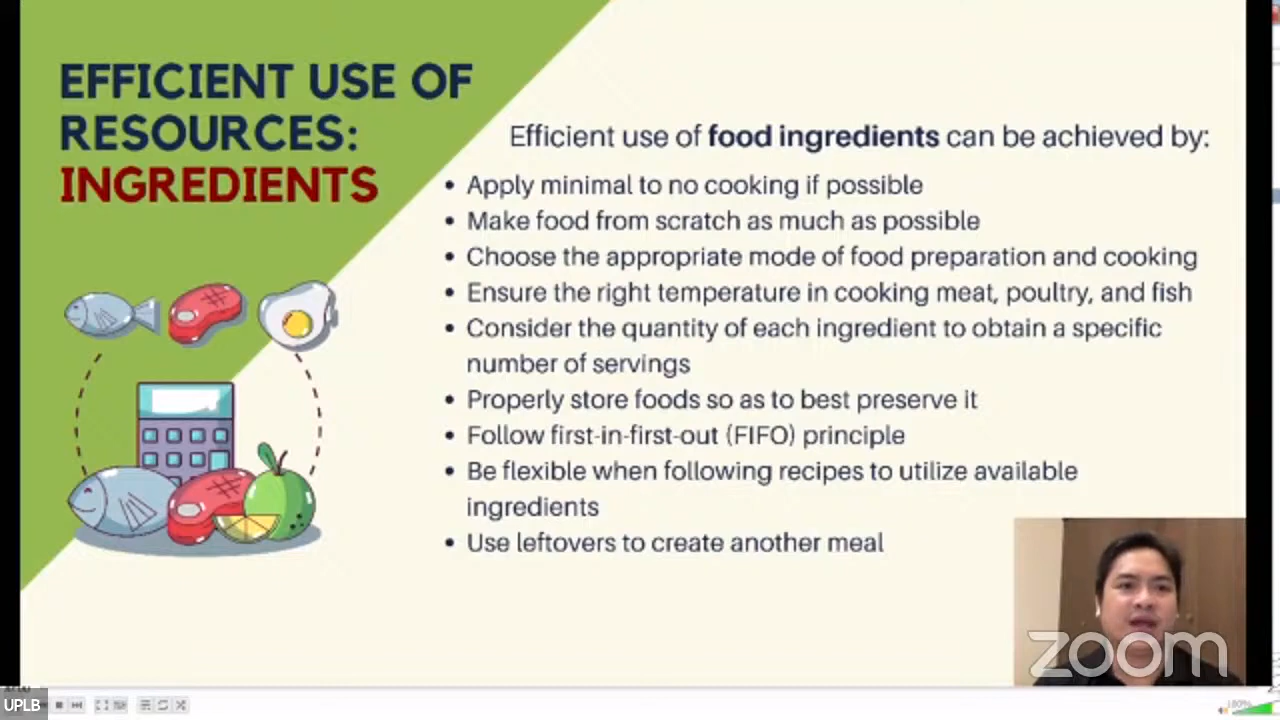 EFFICIENT USE OF
RESOURCES:
INGREDIENTS
Efficient use of food ingredients can be achieved by:
• Apply minimal to no cooking if possible
• Make food from scratch as much as possible
• Choose the appropriate mode of food preparation and cooking
• Ensure the right temperature in cooking meat, poultry, and fish
• Consider the quantity of each ingredient to obtain a specific
number of servings
• Properly store foods so as to best preserve it
• Follow first-in-first-out (FIFO) principle
• Be flexible when following recipes to utilize available
ingredients
• Use leftovers to create another meal
zoom
UPLB